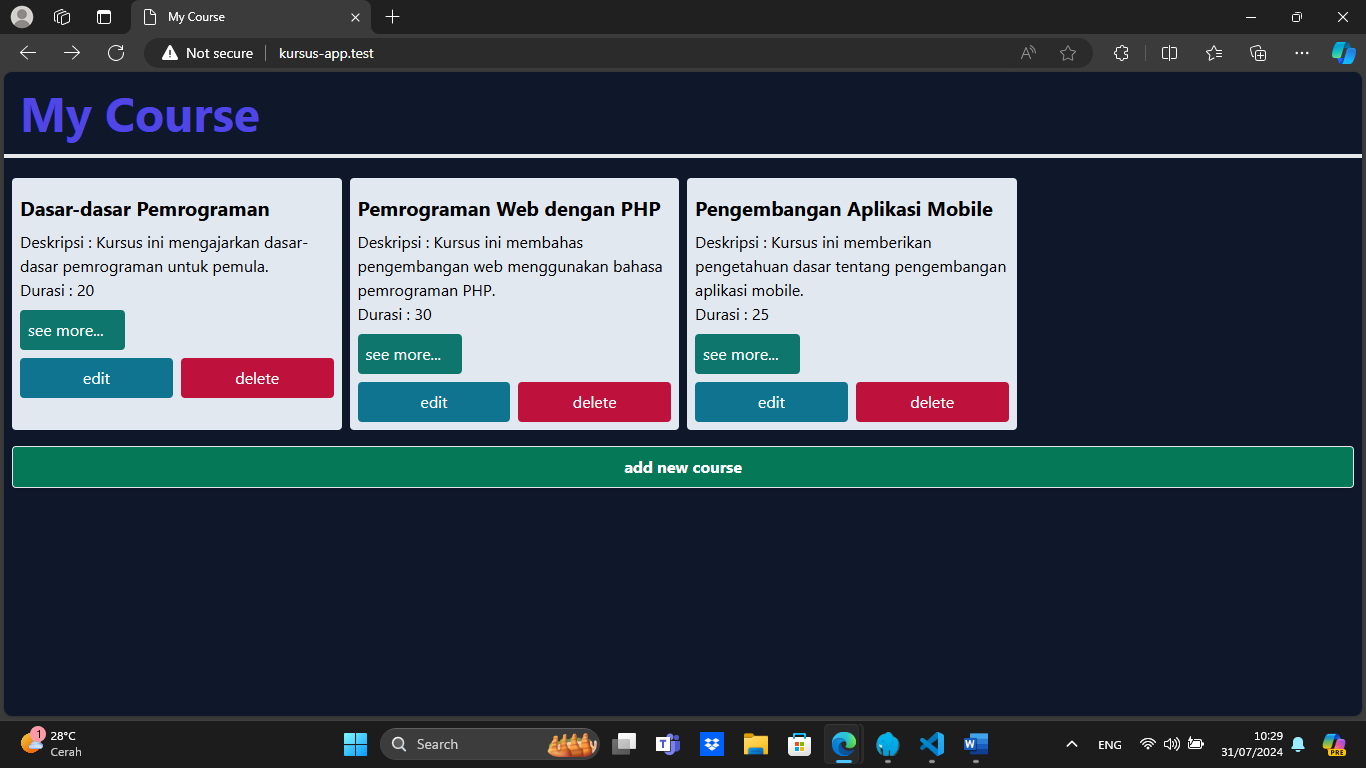 My Course
Not secure
kursus-app.test
My Course
Dasar-dasar Pemrograman
Deskripsi : Kursus ini mengajarkan dasar-
dasar pemrograman untuk pemula.
Durasi : 20
see more...
edit
delete
Pemrograman Web dengan PHP
Deskripsi : Kursus ini membahas
pengembangan web menggunakan bahasa
pemrograman PHP.
Durasi : 30
see more...
edit
delete
Pengembangan Aplikasi Mobile
Deskripsi : Kursus ini memberikan
pengetahuan dasar tentang pengembangan
aplikasi mobile.
Durasi : 25
see more...
edit
delete
add new course
1
28°C
Cerah
Search
ENG
10:29
31/07/2024
PRE